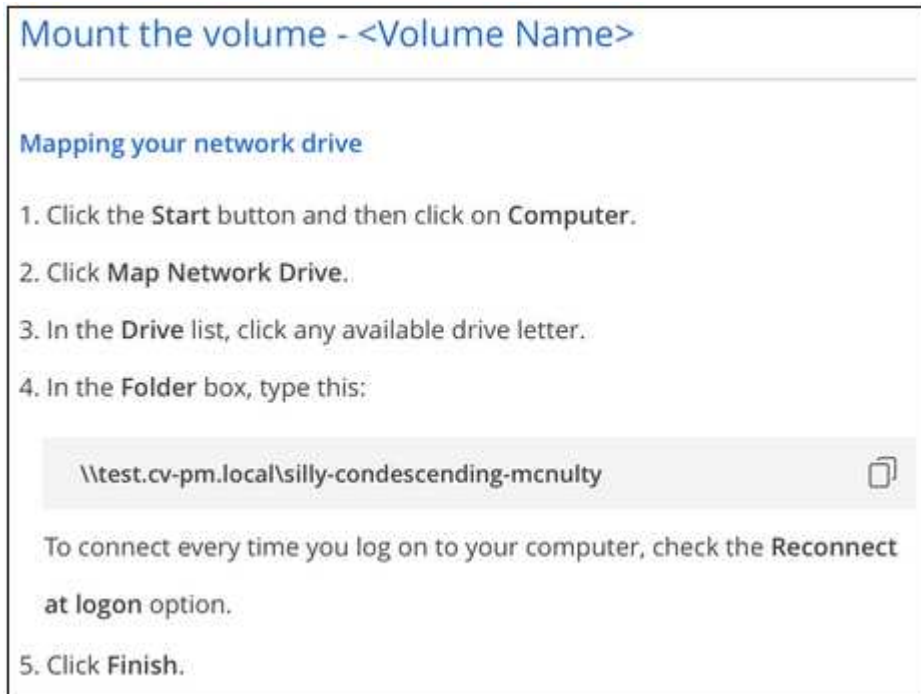 Mount the volume - <Volume Name>
Mapping your network drive
1. Click the Start button and then click on Computer.
2. Click Map Network Drive.
3. In the Drive list, click any available drive letter.
4. In the Folder box, type this:
\\test.cv-pm.local\silly-condescending-mcnulty
To connect every time you log on to your computer, check the Reconnect
at logon option.
5. Click Finish.